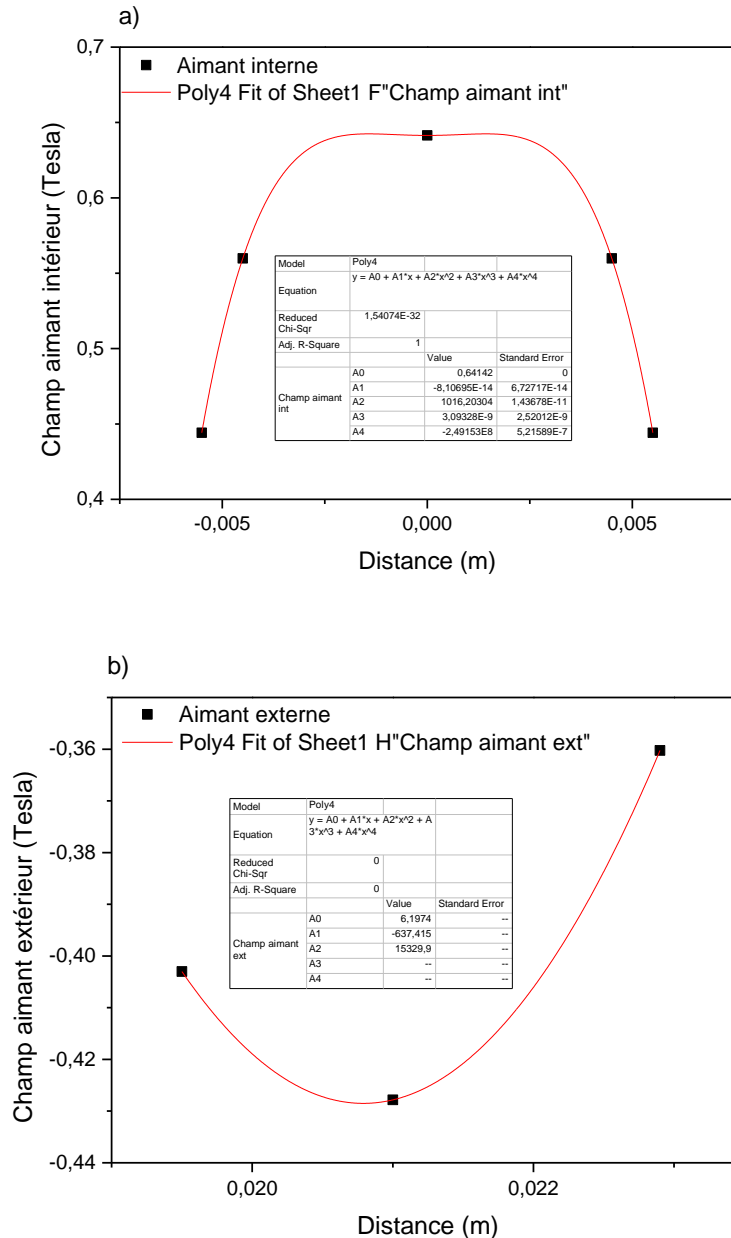 a)
0,7
Aimant interne
Poly4 Fit of Sheet1 F"Champ aimant int"
0,6
0,5
0,4
Champ aimant intérieur (Tesla)
Model Poly4
Equation y = A0 + A1*x + A2*x^2 + A3*x^3 + A4*x^4
Reduced Chi-Sqr 1,54074E-32
Adj. R-Square 1
Value Standard Error
Champ aimant int
A0 0,64142 0
A1 -8,10695E-14 6,72717E-14
A2 1016,20304 1,43678E-11
A3 3,09328E-9 2,52012E-9
A4 -2,49153E8 5,21589E-7
-0,005 0,000 0,005
Distance (m)
b)
Aimant externe
Poly4 Fit of Sheet1 H"Champ aimant ext"
-0,36
-0,38
-0,40
-0,42
-0,44
Champ aimant extérieur (Tesla)
Model Poly4
Equation y = A0 + A1*x + A2*x^2 + A
3*x^3 + A4*x^4
Reduced Chi-Sqr 0
Adj. R-Square 0
Value Standard Error
Champ aimant ext
A0 6,1974 --
A1 -637,415 --
A2 15329,9 --
A3 -- --
A4 -- --
0,020 0,022
Distance (m)